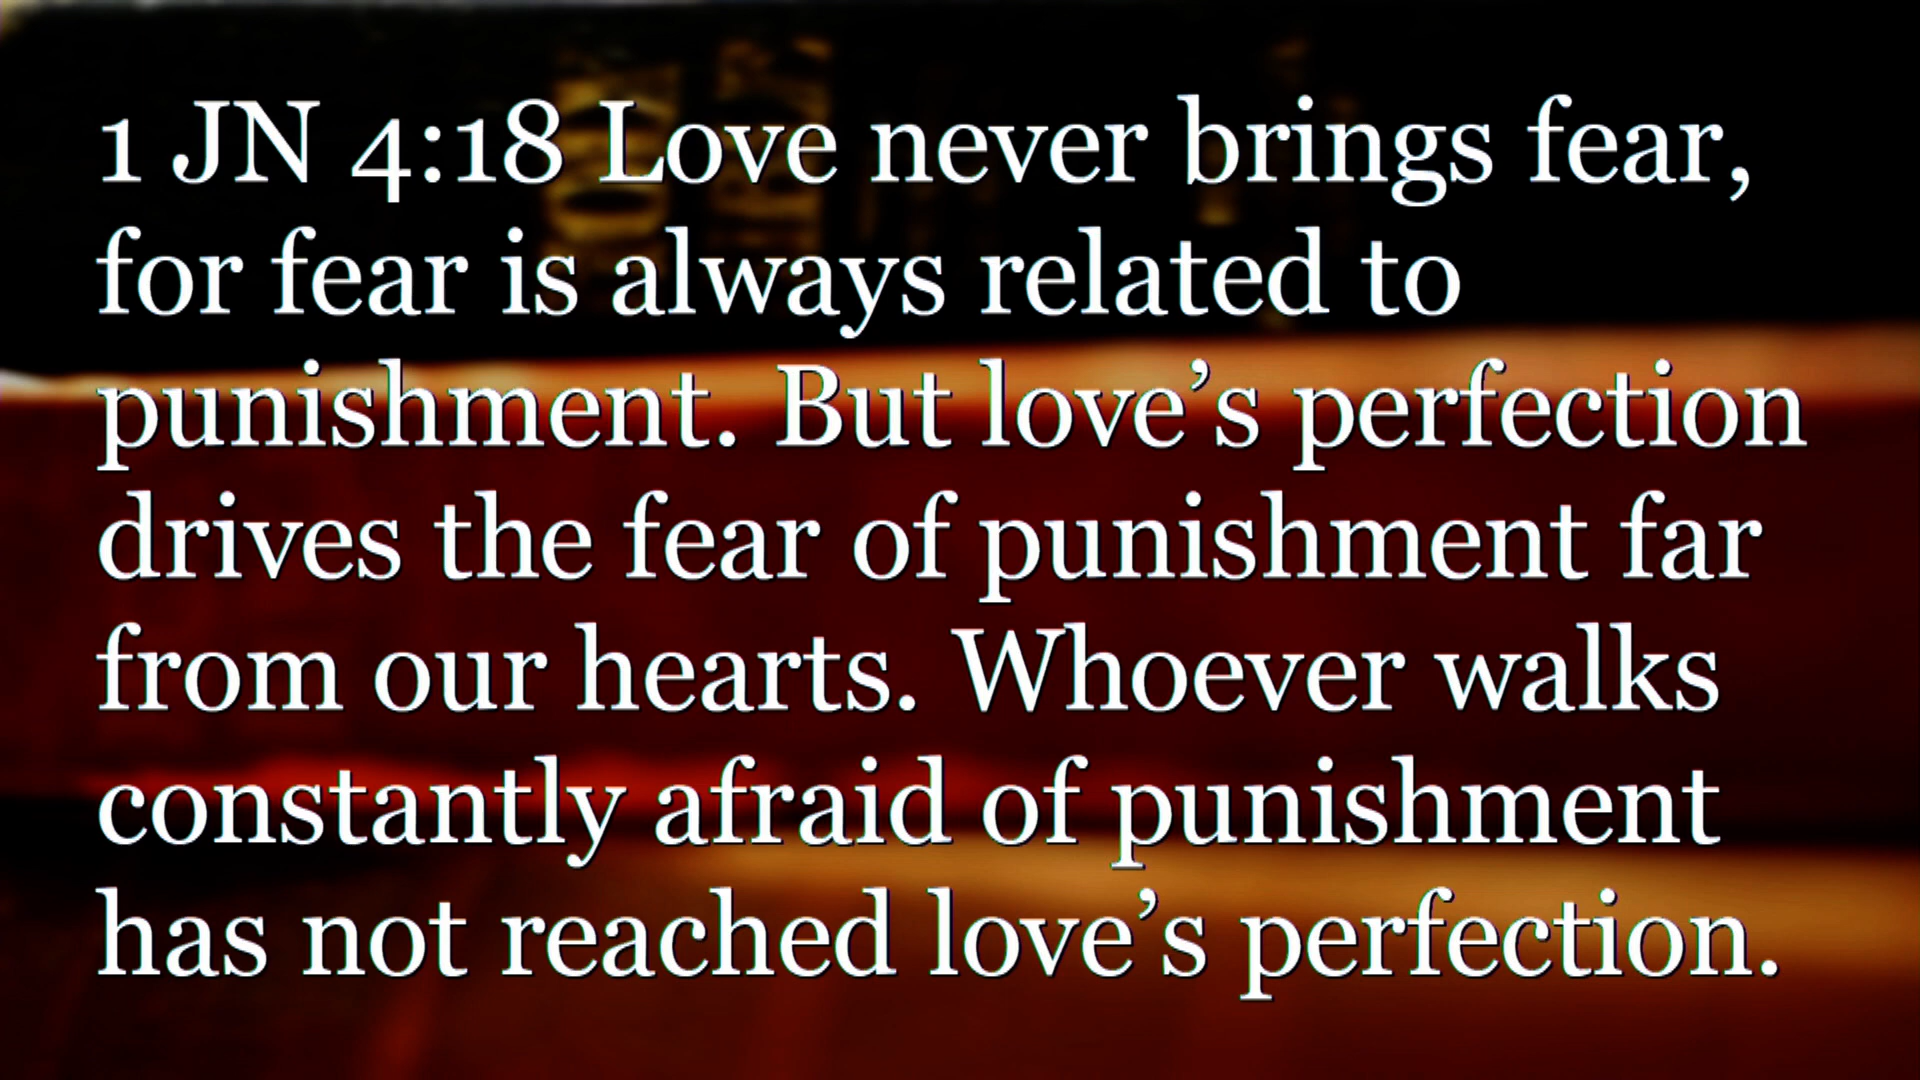 1 JN 4:18 Love never brings fear,
for fear is always related to
punishment. But love’s perfection
drives the fear of punishment far
from our hearts. Whoever walks
constantly afraid of punishment
has not reached love’s perfection.